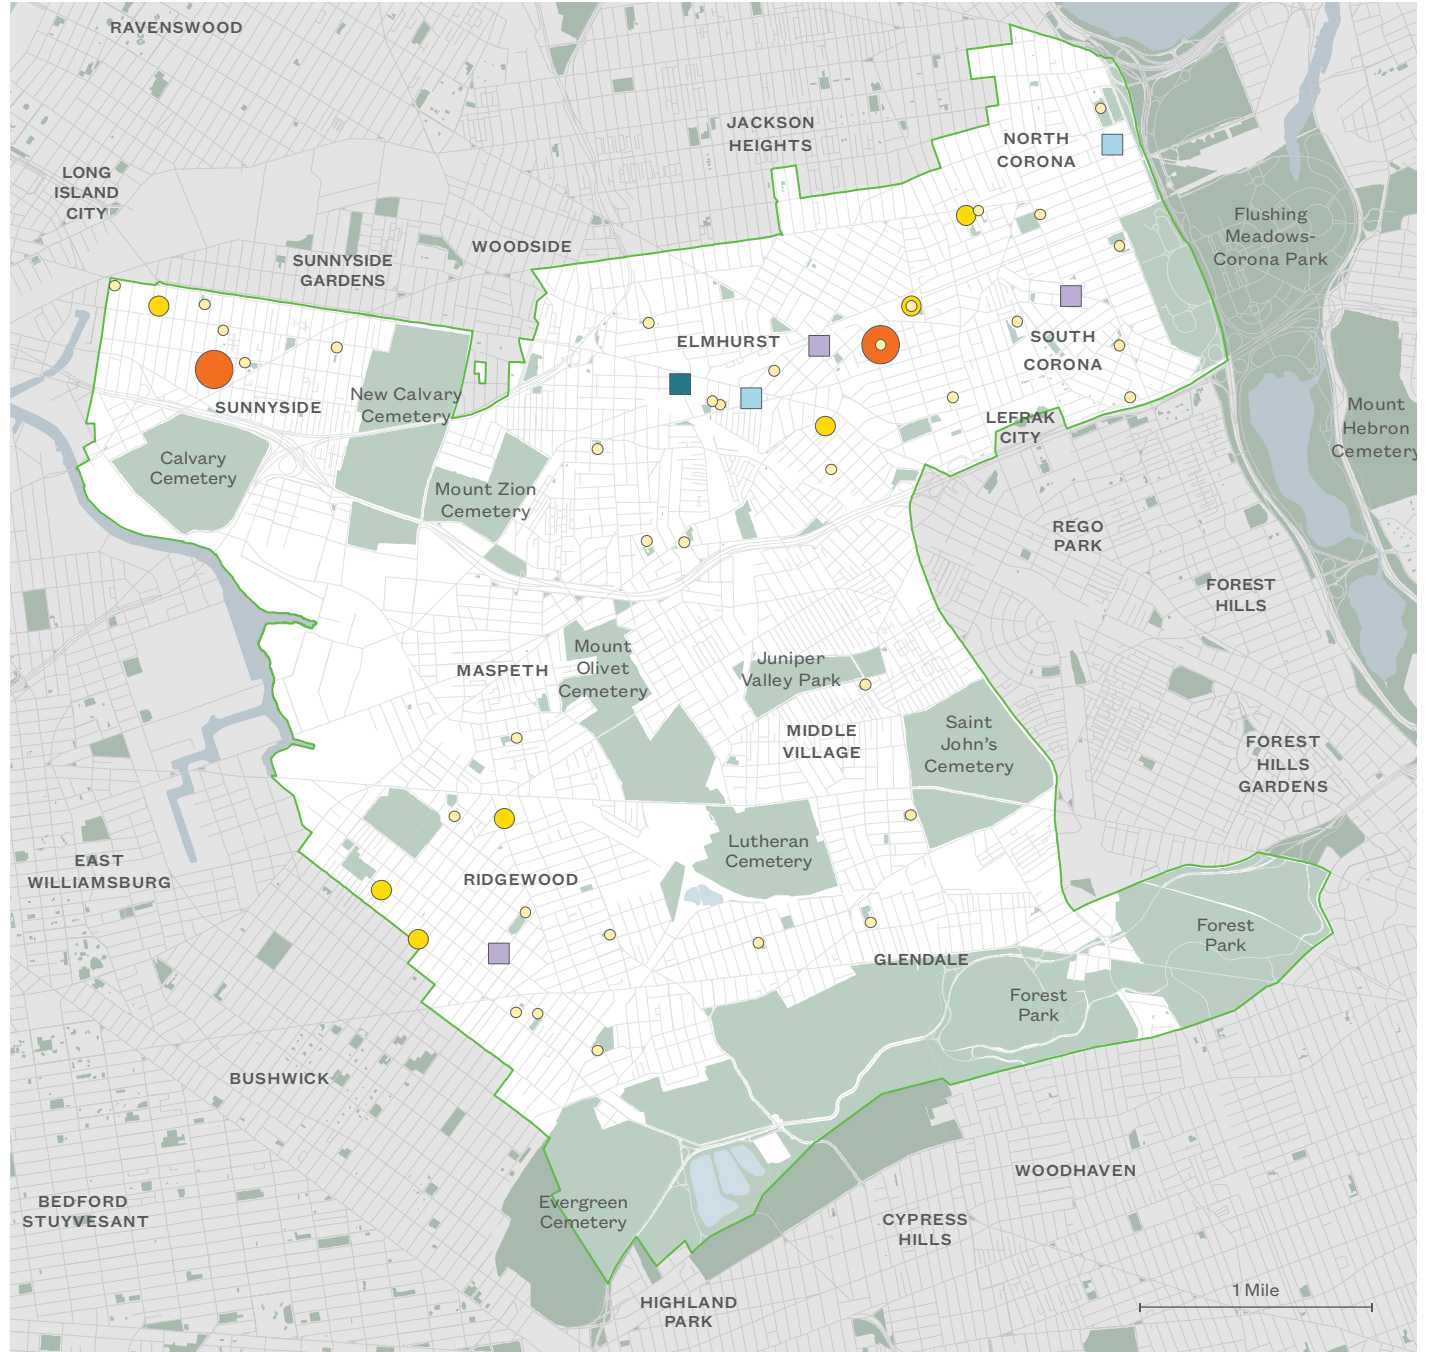 RAVENSWOOD
JACKSON
HEIGHTS
NORTH
CORONA
LONG
ISLAND
CITY
Flushing
Meadows-
Corona Park
WOODSIDE
SUNNYSIDE
GARDENS
ELMHURST
SOUTH
CORONA
New Calvary
Cemetery
SUNNYSIDE
LEFRAK
CITY
Mount
Hebron
Cemetery
Calvary
Cemetery
Mount Zion
Cemetery
REGO
PARK
FOREST
HILLS
MASPETH
Mount
Olivet
Cemetery
Juniper
Valley Park
MIDDLE
VILLAGE
Saint
John’s
Cemetery
FOREST
HILLS
GARDENS
Lutheran
Cemetery
EAST
WILLIAMSBURG
RIDGEWOOD
Forest
Park
GLENDALE
Forest
Park
BUSHWICK
WOODHAVEN
BEDFORD
STUYVESANT
Evergreen
Cemetery
CYPRESS
HILLS
1 Mile
HIGHLAND
PARK